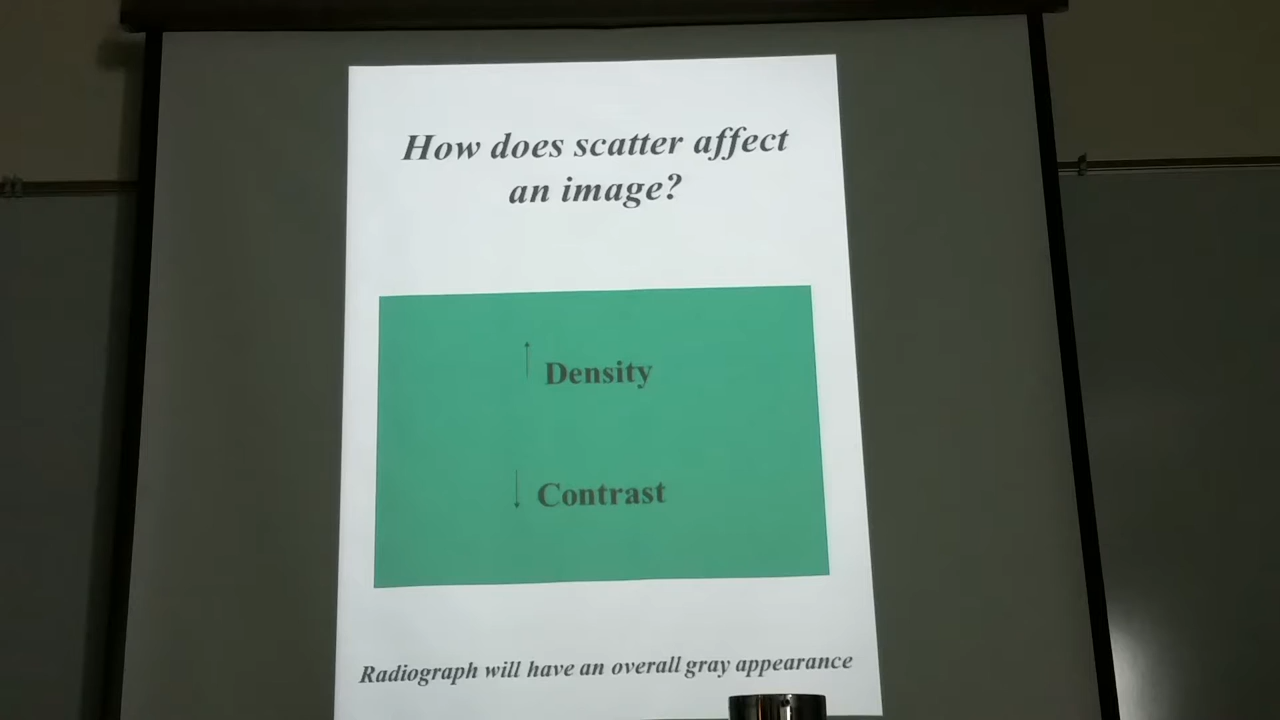 How does scatter affect
an image?
↑ Density
↓ Contrast
Radiograph will have an overall gray appearance